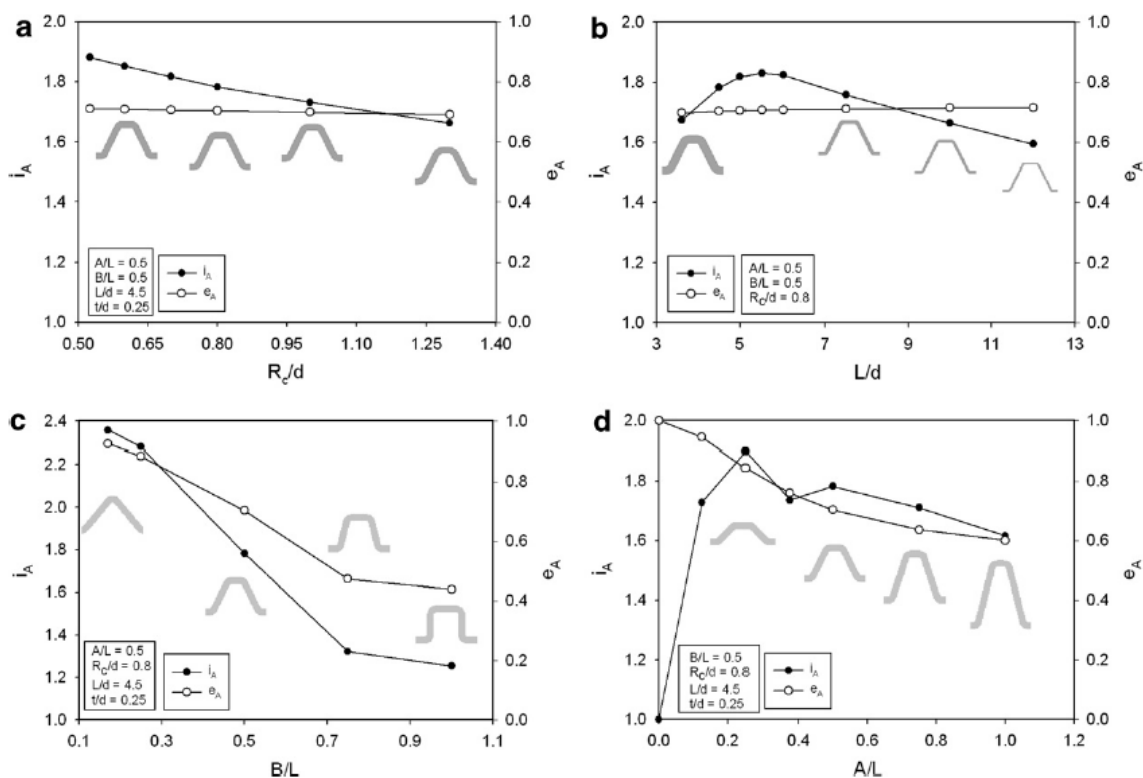 a
2.0
1.8
1.6
1.4
1.2
1.0
i_A
1.0
0.8
0.6
0.4
0.2
0.0
e_A
A/L = 0.5
B/L = 0.5
L/d = 4.5
t/d = 0.25
i_A
e_A
0.50 0.65 0.80 0.95 1.10 1.25 1.40
R_c/d
b
2.0
1.8
1.6
1.4
1.2
1.0
i_A
1.0
0.8
0.6
0.4
0.2
0.0
e_A
i_A
e_A
A/L = 0.5
B/L = 0.5
R_C/d = 0.8
3 5 7 9 11 13
L/d
c
2.4
2.2
2.0
1.8
1.6
1.4
1.2
1.0
i_A
1.0
0.8
0.6
0.4
0.2
0.0
e_A
A/L = 0.5
R_C/d = 0.8
L/d = 4.5
t/d = 0.25
i_A
e_A
0.1 0.3 0.5 0.7 0.9 1.1
B/L
d
2.0
1.8
1.6
1.4
1.2
1.0
i_A
1.0
0.8
0.6
0.4
0.2
0.0
e_A
B/L = 0.5
R_C/d = 0.8
L/d = 4.5
t/d = 0.25
i_A
e_A
0.0 0.2 0.4 0.6 0.8 1.0 1.2
A/L